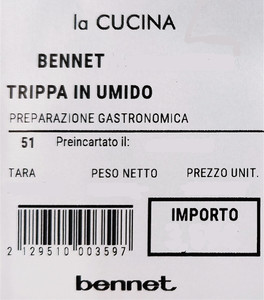 la CUCINA
BENNET
TRIPPA IN UMIDO
PREPARAZIONE GASTRONOMICA
51 Preincartato il:
TARA PESO NETTO PREZZO UNIT.
IMPORTO
2 129510 003597
bennet